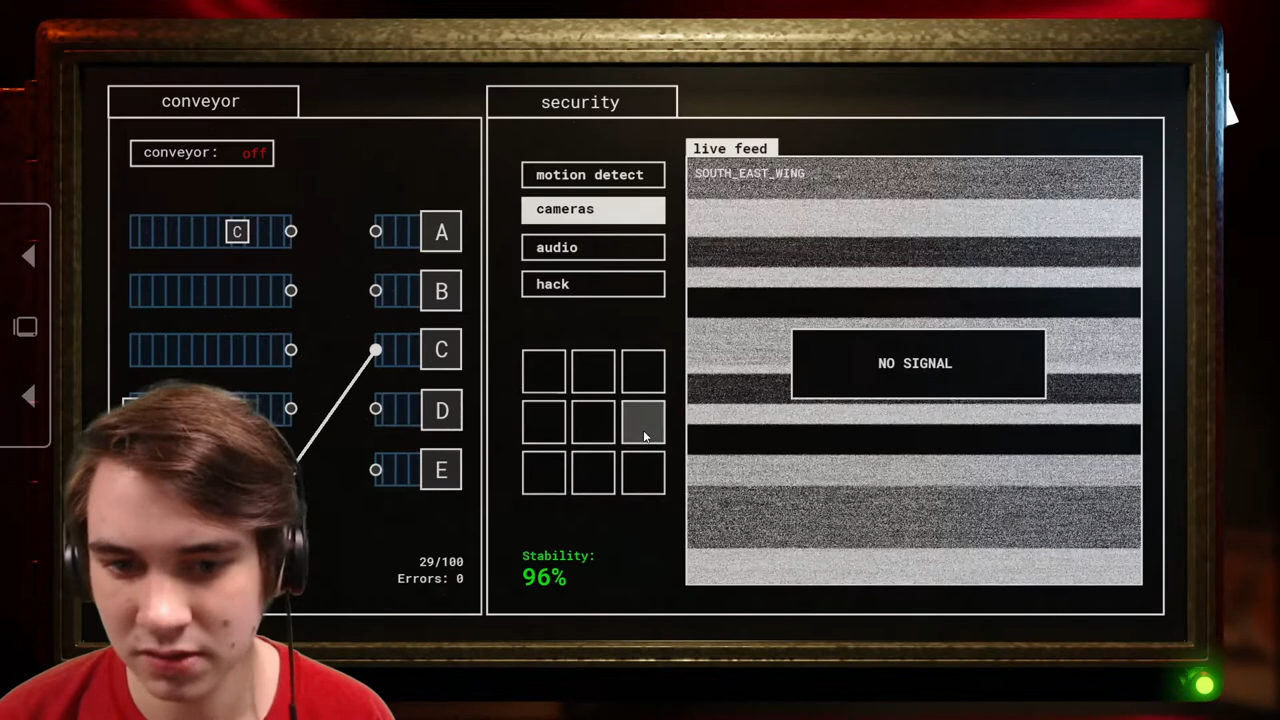 conveyor
conveyor: off
C
A
B
C
D
E
29/100
Errors: 0
security
motion detect
cameras
audio
hack
Stability:
96%
live feed
SOUTH_EAST_WING
NO SIGNAL